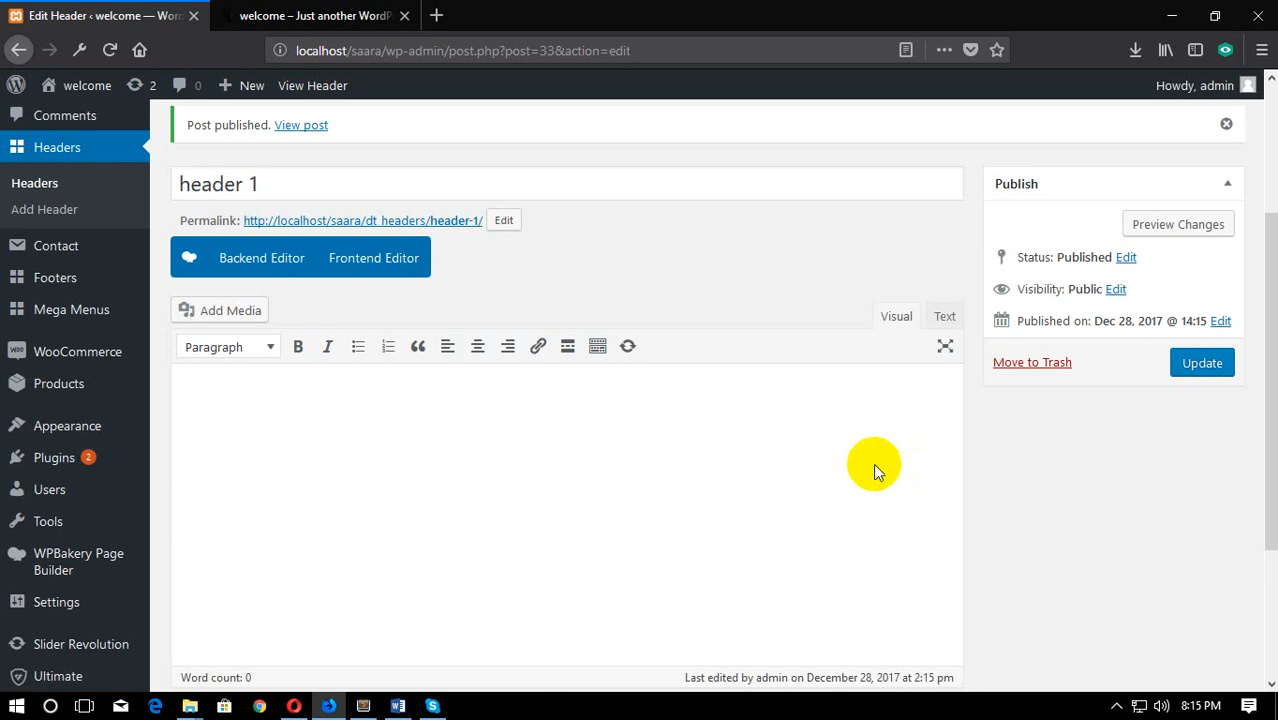 Edit Header ‹ welcome — Wor
welcome – Just another WordP
localhost/saara/wp-admin/post.php?post=33&action=edit
welcome
2
0
New
View Header
Howdy, admin
Comments
Headers
Headers
Add Header
Contact
Footers
Mega Menus
WooCommerce
Products
Appearance
Plugins 2
Users
Tools
WPBakery Page
Builder
Settings
Slider Revolution
Ultimate
Post published. View post
header 1
Permalink: http://localhost/saara/dt_headers/header-1/ Edit
Backend Editor Frontend Editor
Add Media
Visual Text
Paragraph
B I
Word count: 0
Last edited by admin on December 28, 2017 at 2:15 pm
Publish
Preview Changes
Status: Published Edit
Visibility: Public Edit
Published on: Dec 28, 2017 @ 14:15 Edit
Move to Trash
Update
8:15 PM